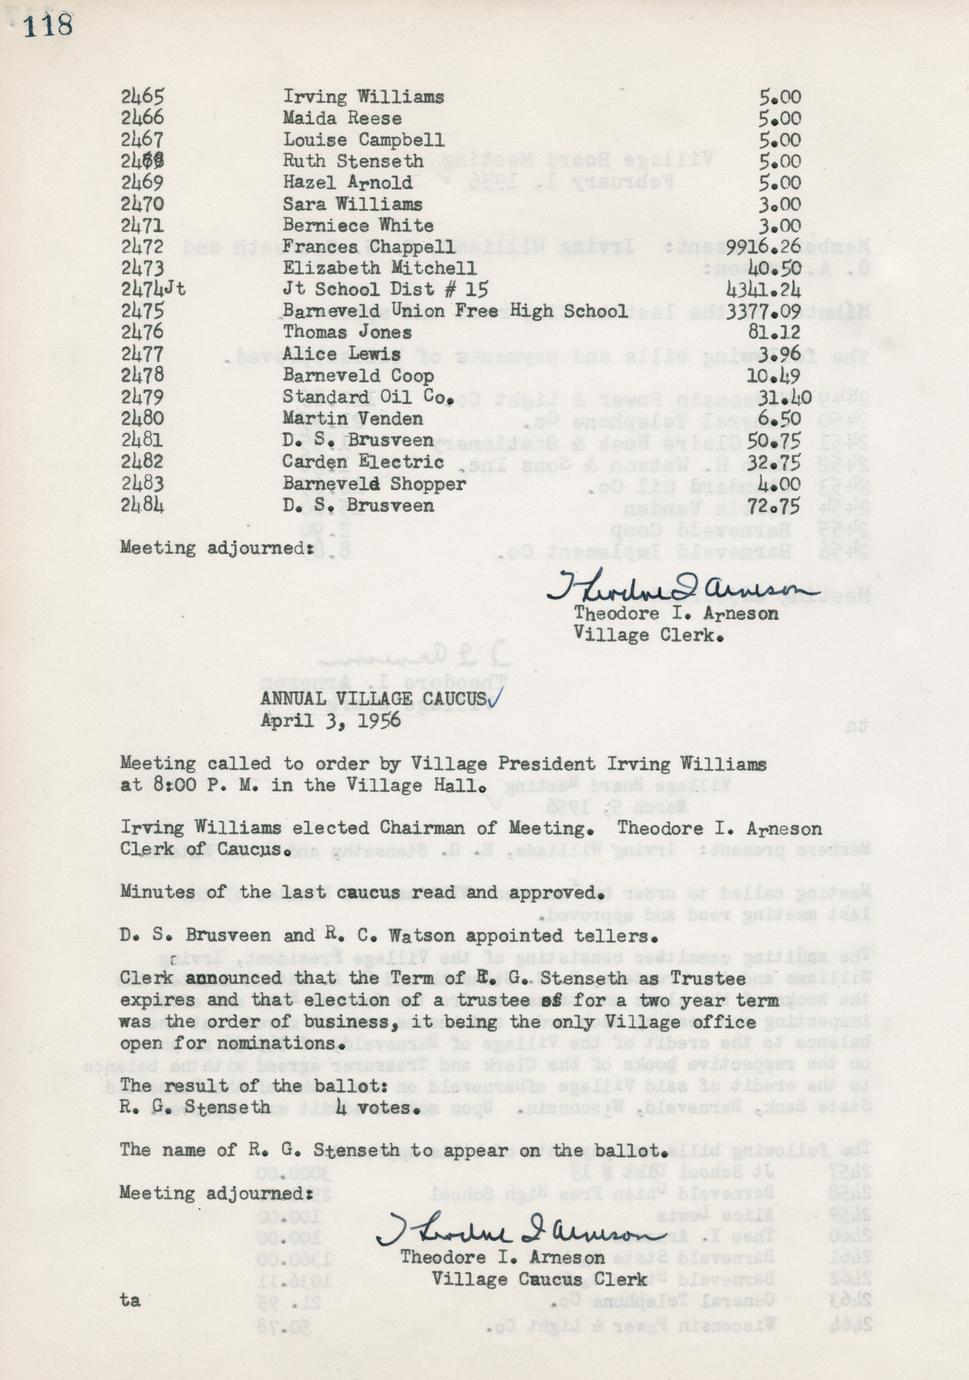 118
2465 Irving Williams 5.00
2466 Maida Reese 5.00
2467 Louise Campbell 5.00
2468 Ruth Stenseth 5.00
2469 Hazel Arnold 5.00
2470 Sara Williams 3.00
2471 Berniece White 3.00
2472 Frances Chappell 9916.26
2473 Elizabeth Mitchell 40.50
2474Jt Jt School Dist # 15 4341.24
2475 Barneveld Union Free High School 3377.09
2476 Thomas Jones 81.12
2477 Alice Lewis 3.96
2478 Barneveld Coop 10.49
2479 Standard Oil Co. 31.40
2480 Martin Venden 6.50
2481 D. S. Brusveen 50.75
2482 Carden Electric 32.75
2483 Barneveld Shopper 4.00
2484 D. S. Brusveen 72.75
Meeting adjourned:
Theodore I Arneson
Theodore I. Arneson
Village Clerk.
ANNUAL VILLAGE CAUCUS✓
April 3, 1956
Meeting called to order by Village President Irving Williams
at 8:00 P. M. in the Village Hall.
Irving Williams elected Chairman of Meeting. Theodore I. Arneson
Clerk of Caucus.
Minutes of the last caucus read and approved.
D. S. Brusveen and R. C. Watson appointed tellers.
Clerk announced that the Term of R. G. Stenseth as Trustee
expires and that election of a trustee of for a two year term
was the order of business, it being the only Village office
open for nominations.
The result of the ballot:
R. G. Stenseth 4 votes.
The name of R. G. Stenseth to appear on the ballot.
Meeting adjourned:
Theodore I Arneson
Theodore I. Arneson
Village Caucus Clerk
ta